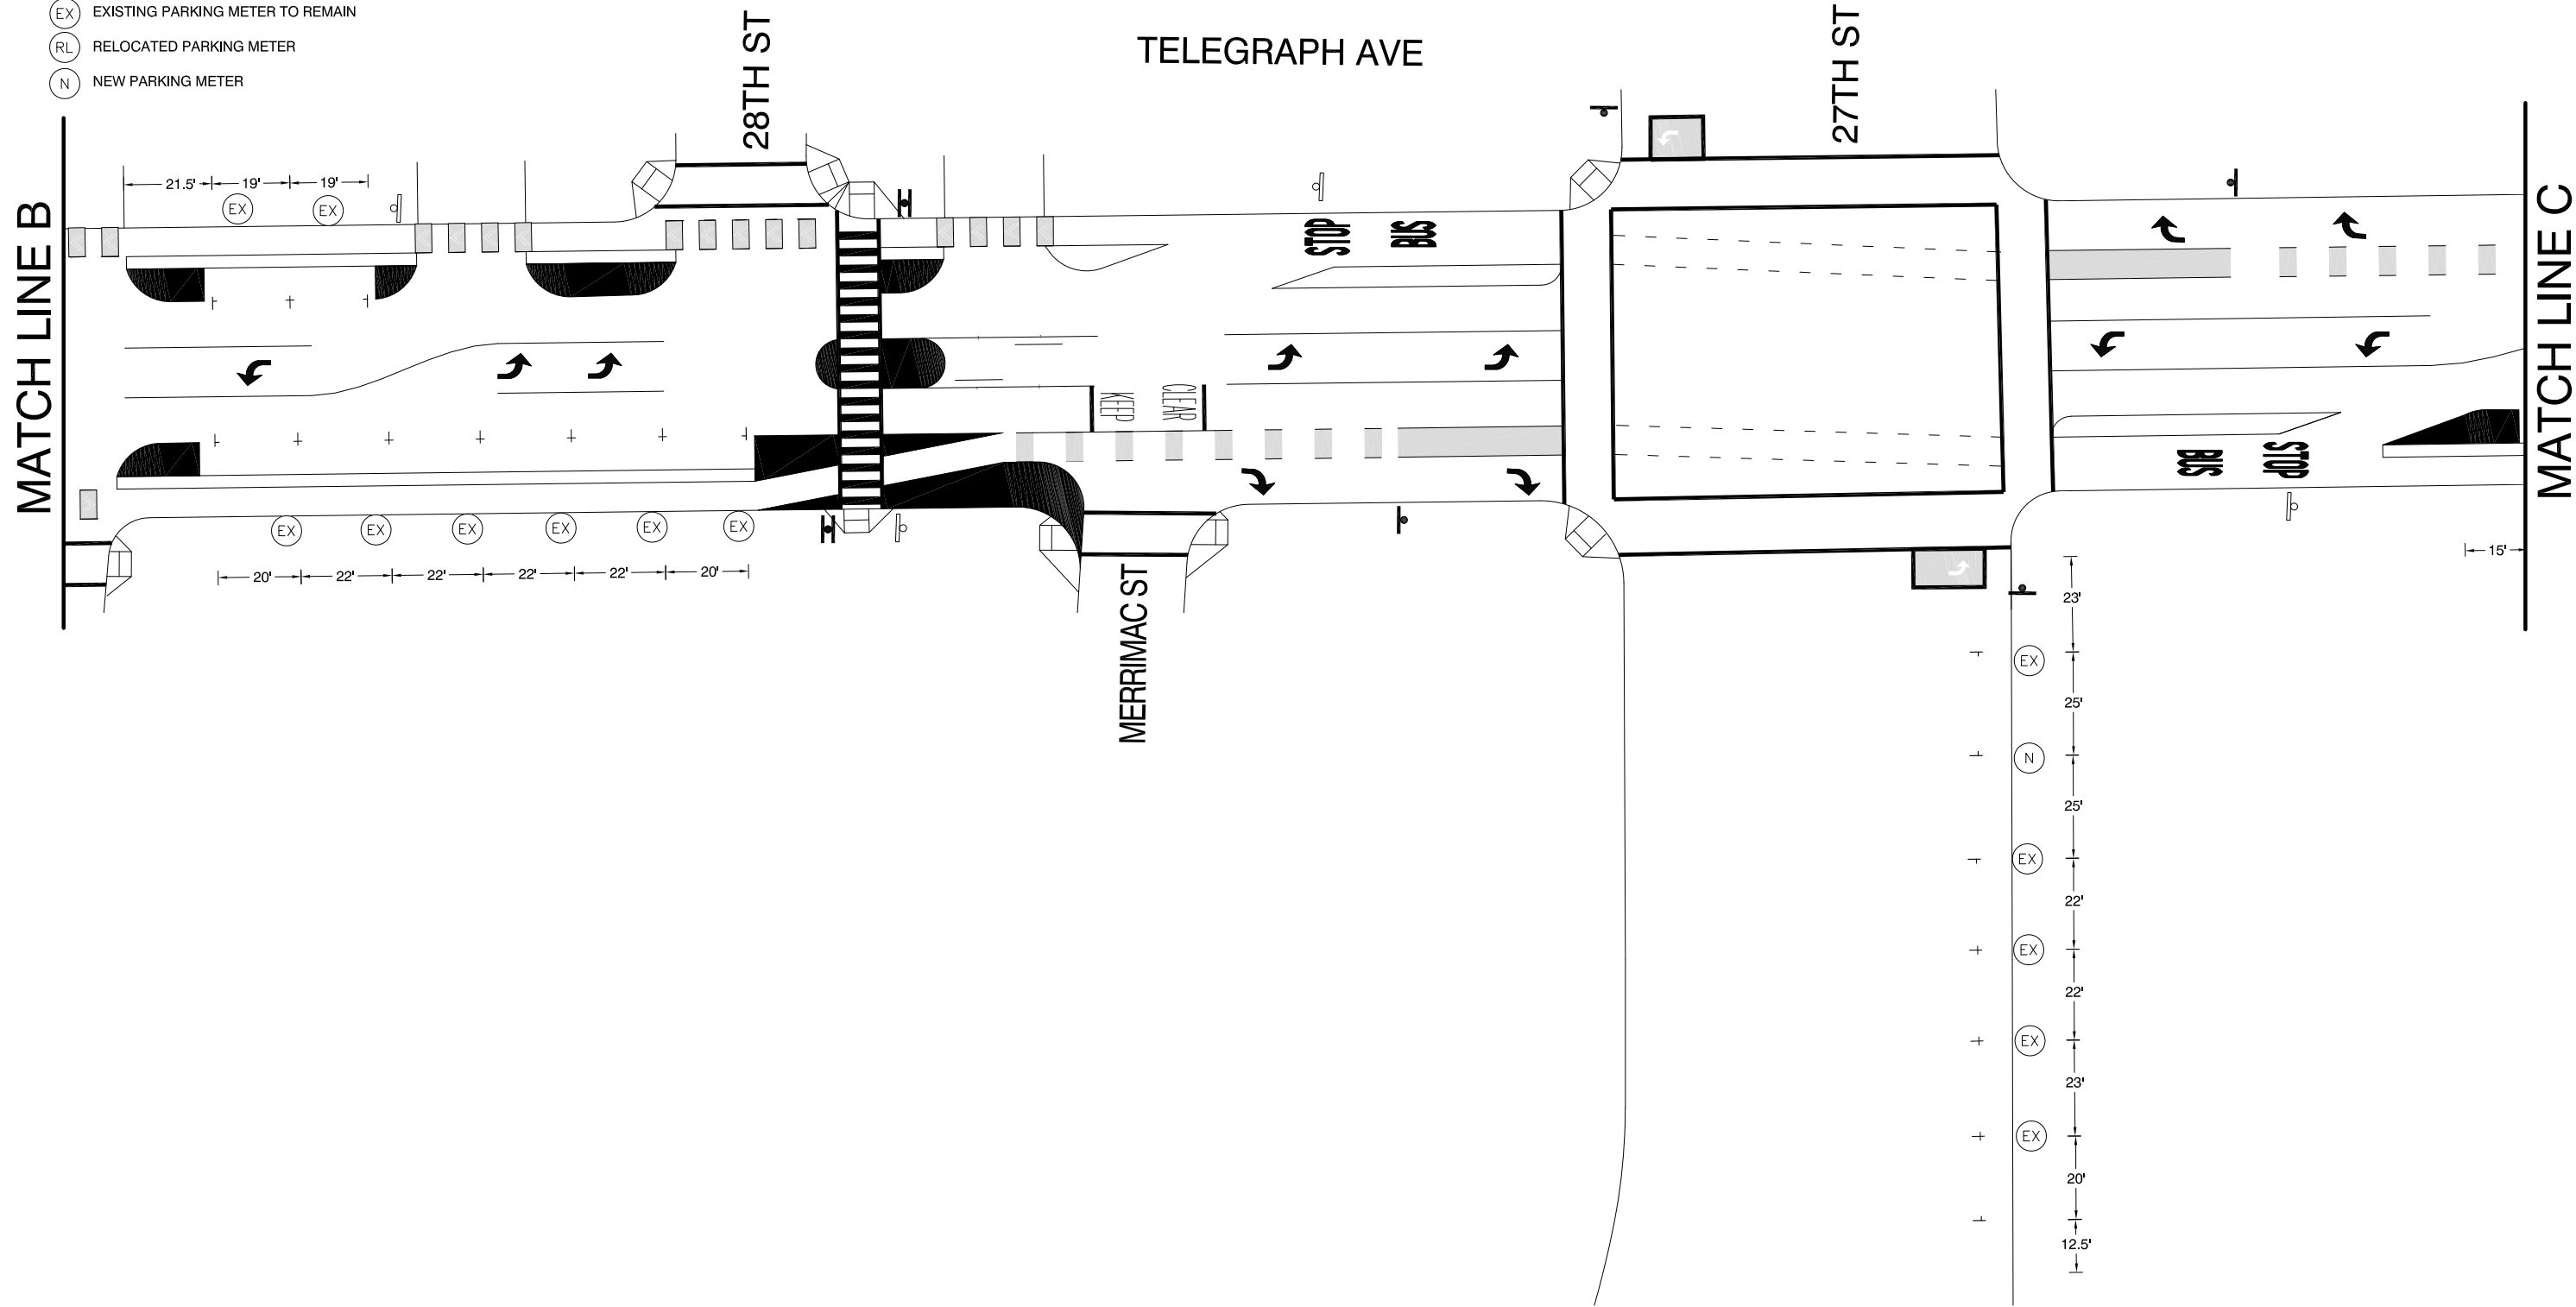 EX EXISTING PARKING METER TO REMAIN
RL RELOCATED PARKING METER
N NEW PARKING METER
TELEGRAPH AVE
28TH ST
27TH ST
MATCH LINE B
MATCH LINE C
21.5' 19' 19'
EX EX
STOP BUS
KEEP CLEAR
BUS STOP
EX EX EX EX EX EX
20' 22' 22' 22' 22' 20'
15'
MERRIMAC ST
23'
EX
25'
N
25'
EX
22'
EX
22'
EX
23'
EX
20'
12.5'